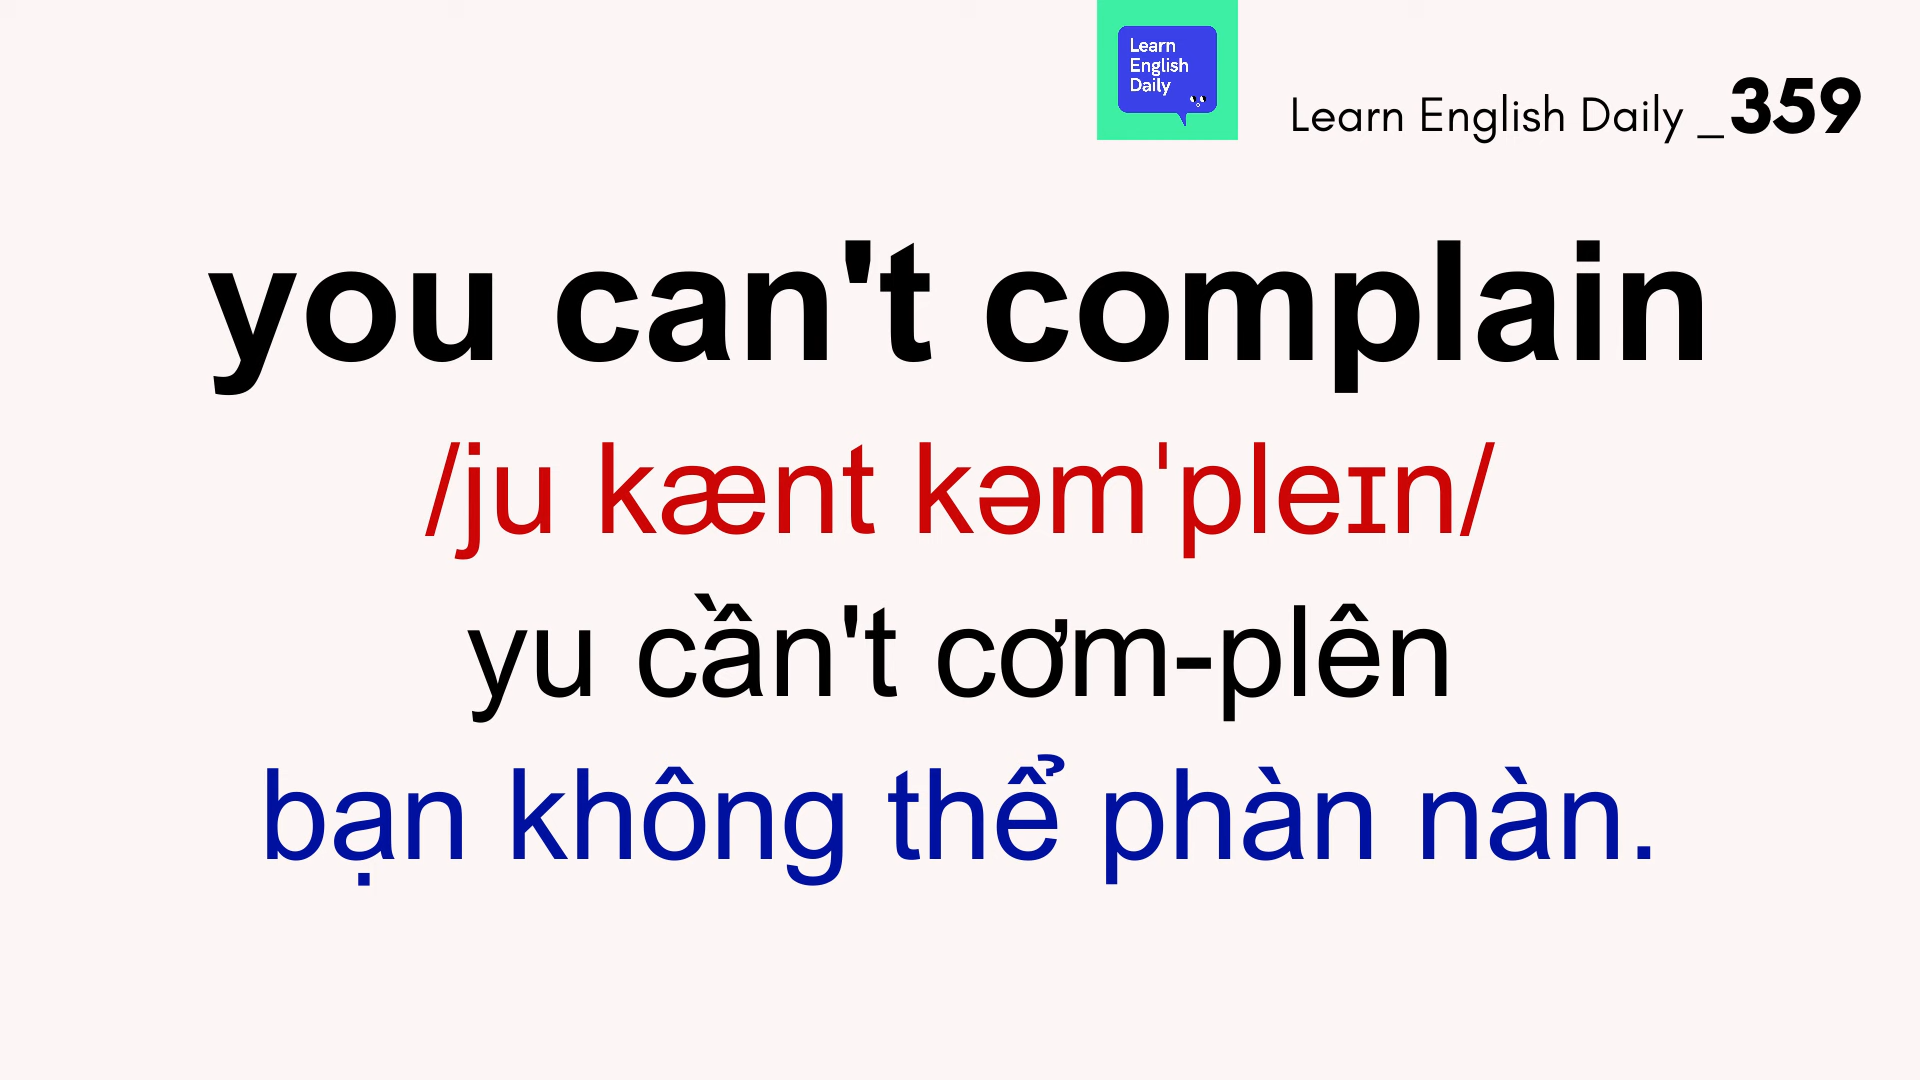 Learn
English
Daily
Learn English Daily _359
you can't complain
/ju kænt kəmˈpleɪn/
yu cần't cơm-plên
bạn không thể phàn nàn.